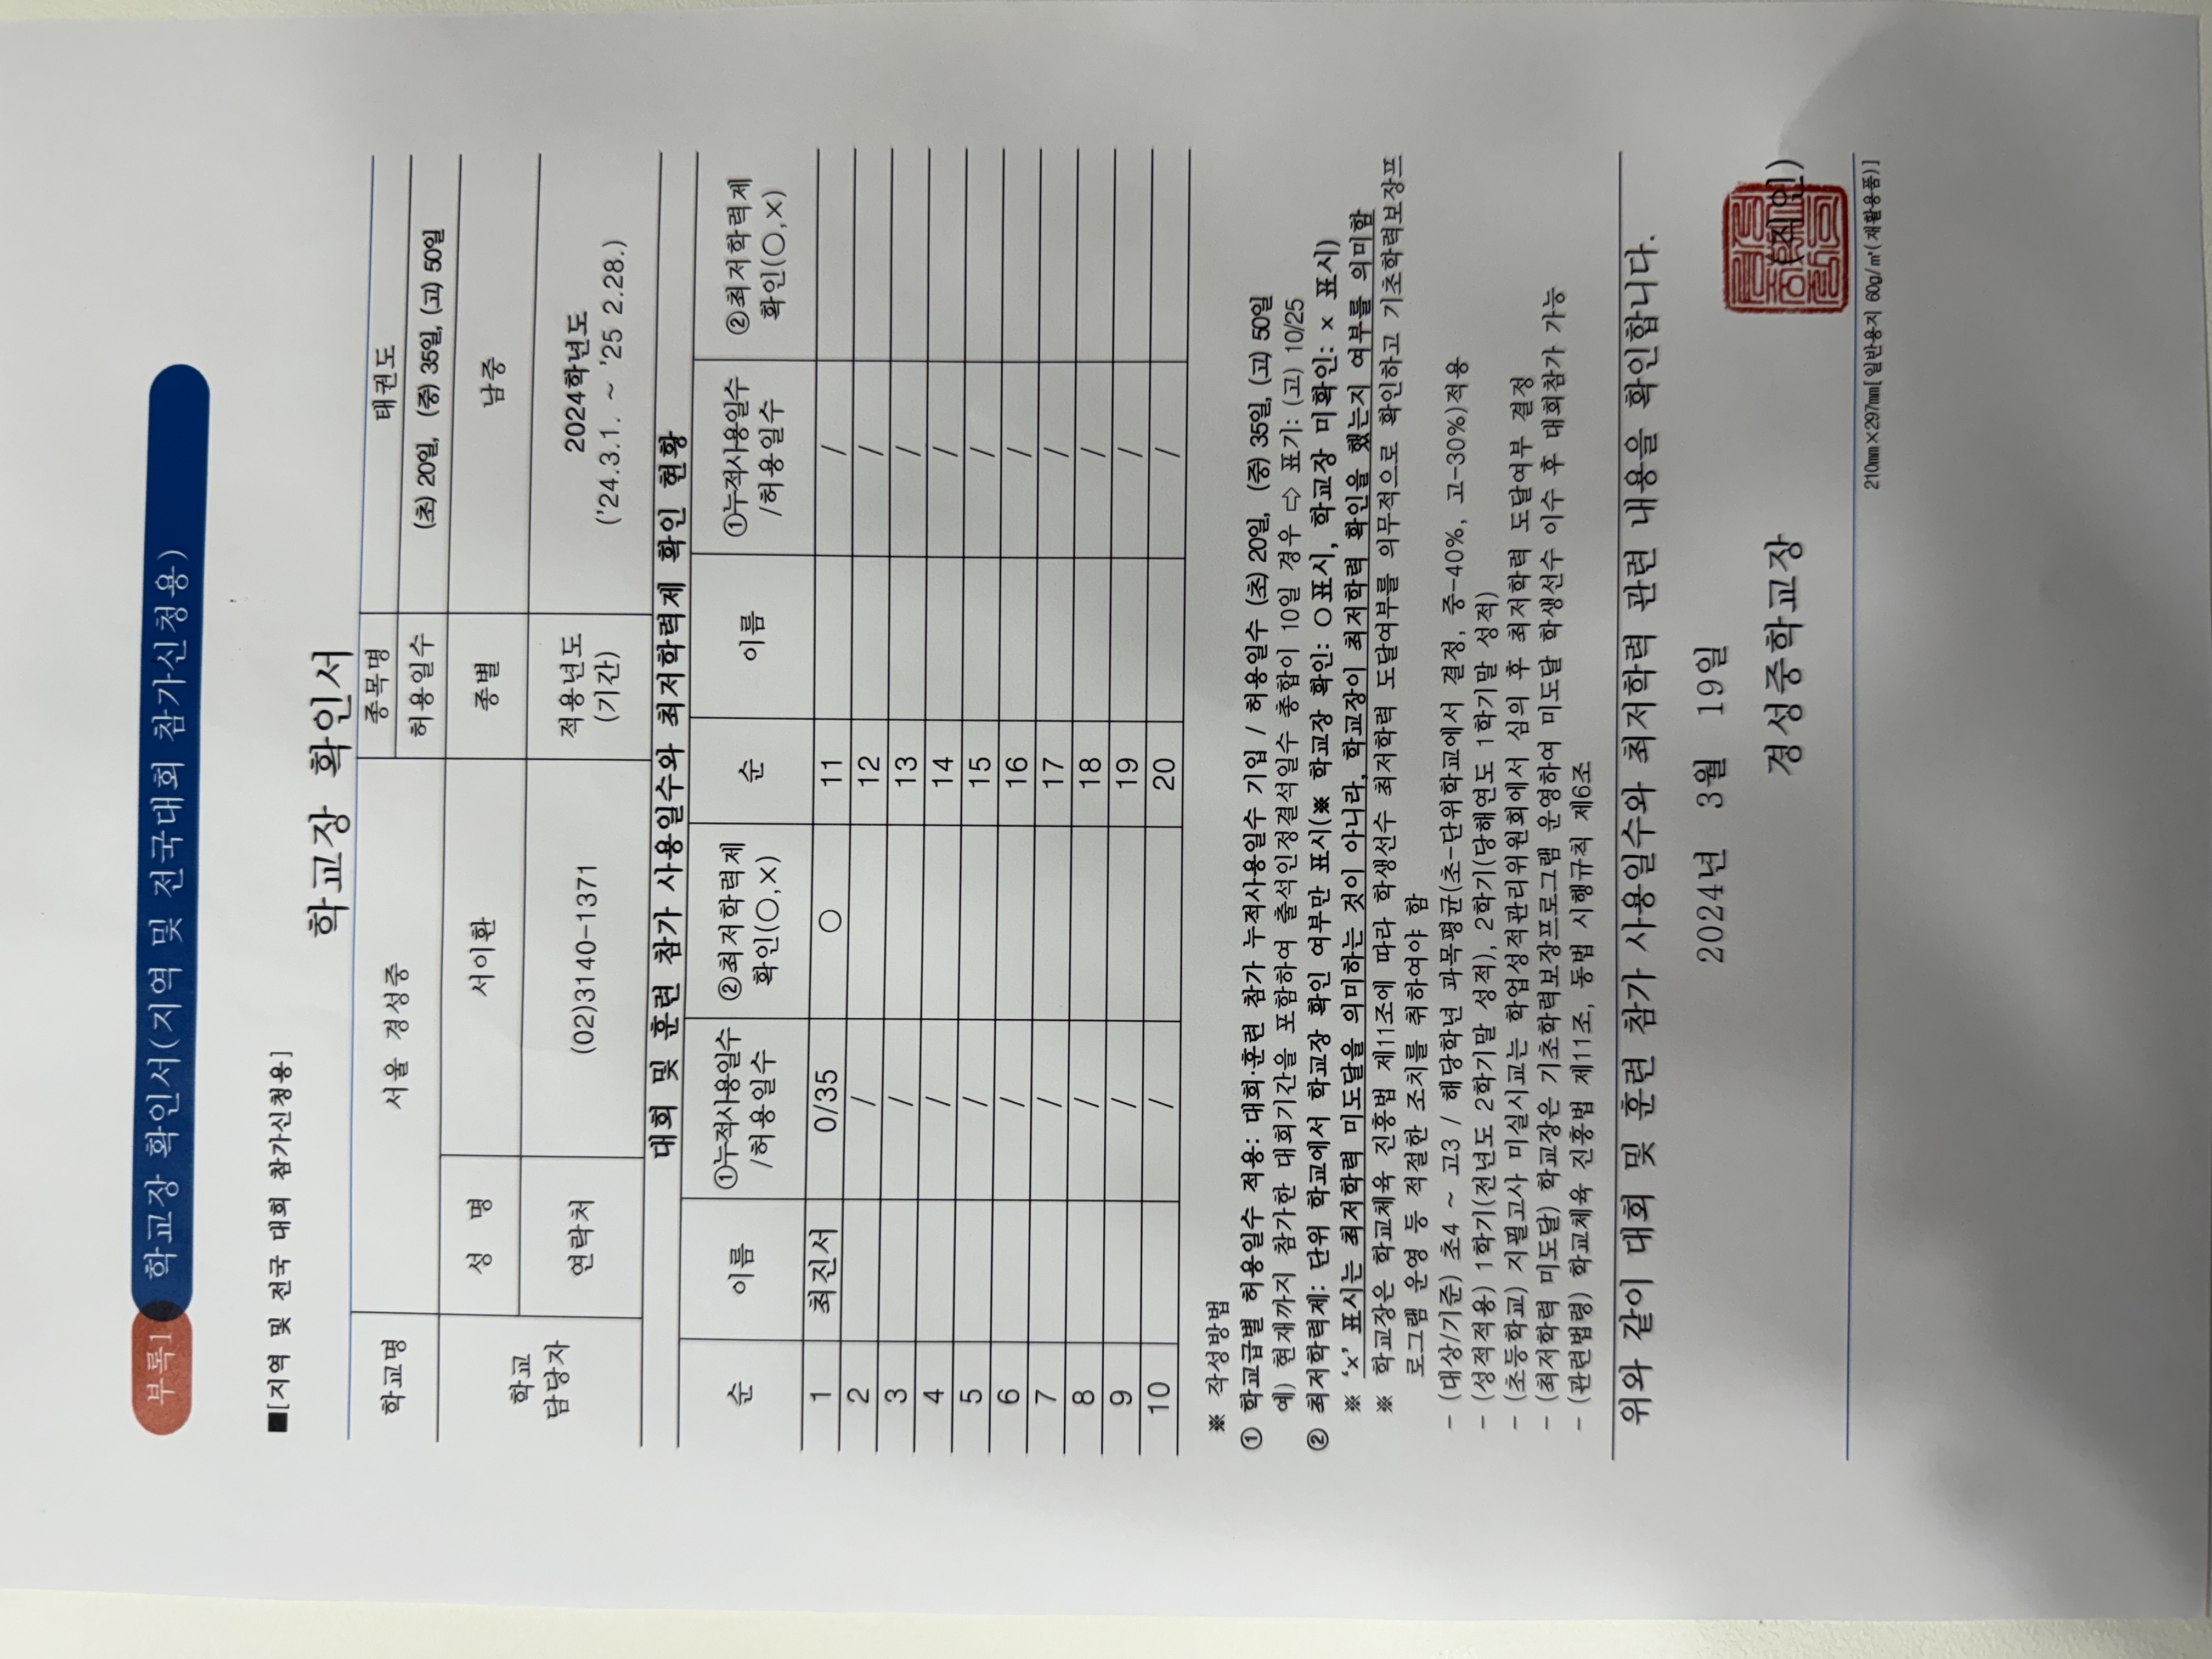 부록1 학교장 확인서(지역 및 전국대회 참가신청용)
■[지역 및 전국 대회 참가신청용]
학교장 확인서
학교명 서울 경성중 종목명 태권도
허용일수 (초) 20일, (중) 35일, (고) 50일
학교 담당자 성 명 서이환 종별 남중
연락처 (02)3140-1371 적용년도 (기간) 2024학년도 ('24.3.1. ~ '25 2.28.)
대회 및 훈련 참가 사용일수와 최저학력제 확인 현황
순 이름 ①누적사용일수 /허용일수 ②최저학력제 확인(○,×) 순 이름 ①누적사용일수 /허용일수 ②최저학력제 확인(○,×)
1 최진서 0/35 ○ 11 /
2 / 12 /
3 / 13 /
4 / 14 /
5 / 15 /
6 / 16 /
7 / 17 /
8 / 18 /
9 / 19 /
10 / 20 /
※ 작성방법
① 학교급별 허용일수 적용: 대회·훈련 참가 누적사용일수 기입 / 허용일수 (초) 20일, (중) 35일, (고) 50일
예) 현재까지 참가한 대회기간을 포함하여 출석인정결석일수 총합이 10일 경우 ⇨ 표기: (고) 10/25
② 최저학력제: 단위 학교에서 학교장 확인 여부만 표시(※ 학교장 확인: ○표시, 학교장 미확인: × 표시)
※ '×' 표시는 최저학력 미도달을 의미하는 것이 아니라, 학교장이 최저학력 확인을 했는지 여부를 의미함
※ 학교장은 학교체육 진흥법 제11조에 따라 학생선수 최저학력 도달여부를 의무적으로 확인하고 기초학력보장프
로그램 운영 등 적절한 조치를 취하여야 함
- (대상/기준) 초4 ~ 고3 / 해당학년 과목평균(초-단위학교에서 결정, 중-40%, 고-30%)적용
- (성적적용) 1학기(전년도 2학기말 성적), 2학기(당해연도 1학기말 성적)
- (초등학교) 지필고사 미실시교는 학업성적관리위원회에서 심의 후 최저학력 도달여부 결정
- (최저학력 미도달) 학교장은 기초학력보장프로그램 운영하여 미도달 학생선수 이수 후 대회참가 가능
- (관련법령) 학교체육 진흥법 제11조, 동법 시행규칙 제6조
위와 같이 대회 및 훈련 참가 사용일수와 최저학력 관련 내용을 확인합니다.
2024년 3월 19일
경성중학교장 (직인)
210㎜×297㎜[일반용지 60g/㎡(재활용품)]